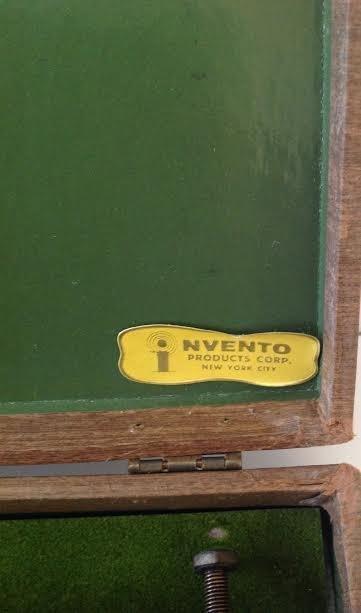 iNVENTO
PRODUCTS CORP.
NEW YORK CITY